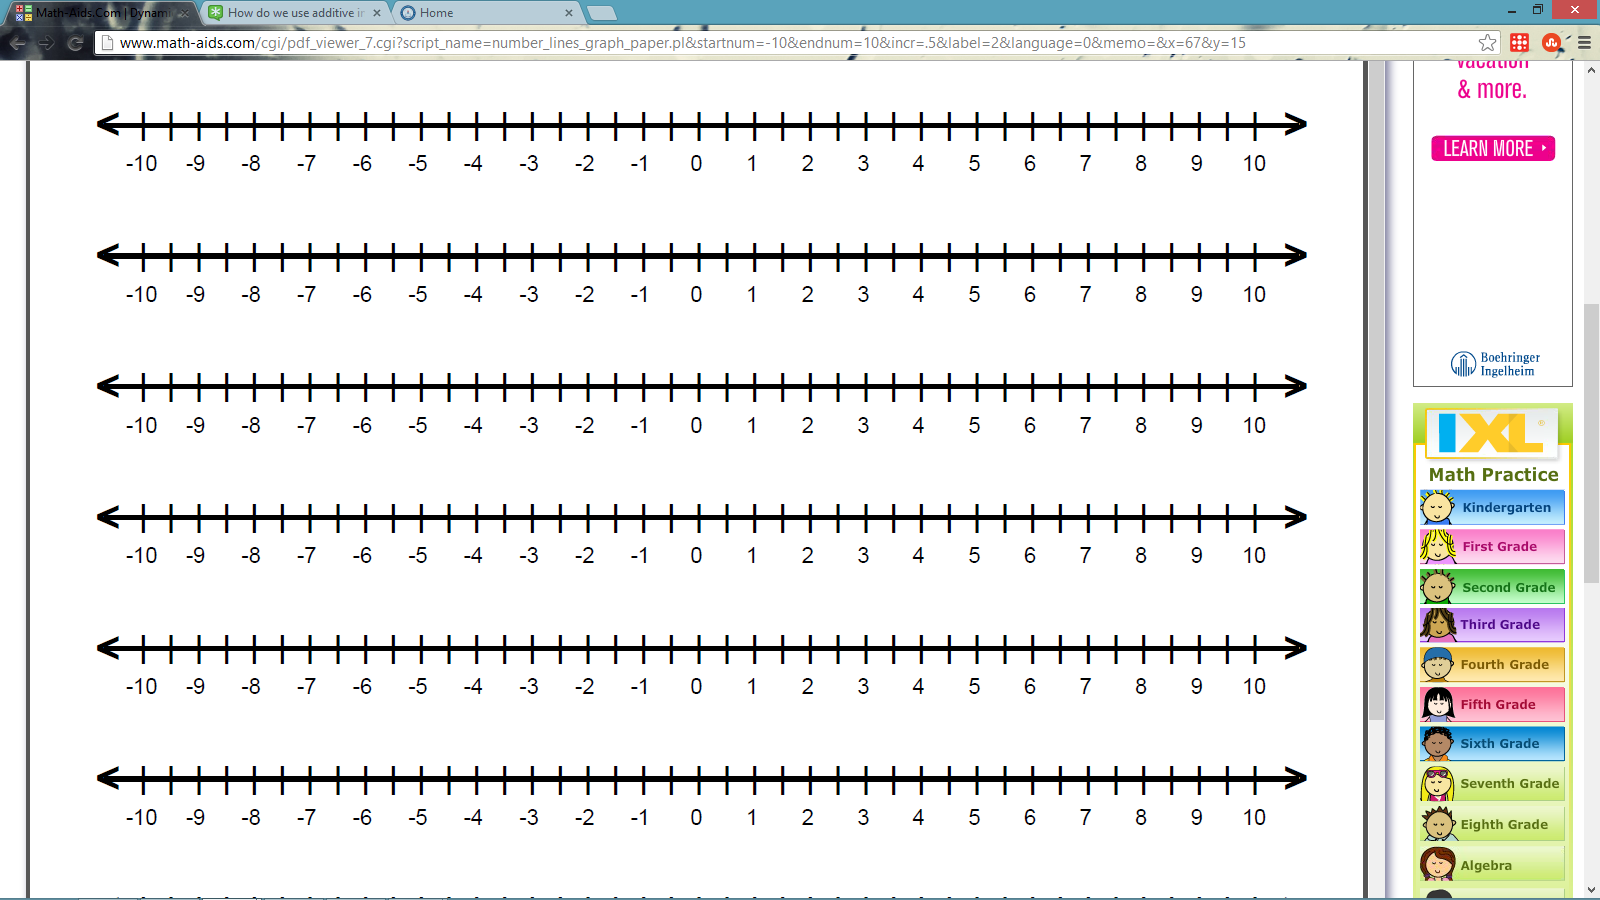 Math-Aids.Com | Dynami
How do we use additive in
Home
www.math-aids.com/cgi/pdf_viewer_7.cgi?script_name=number_lines_graph_paper.pl&startnum=-10&endnum=10&incr=.5&label=2&language=0&memo=&x=67&y=15
-10 -9 -8 -7 -6 -5 -4 -3 -2 -1 0 1 2 3 4 5 6 7 8 9 10
-10 -9 -8 -7 -6 -5 -4 -3 -2 -1 0 1 2 3 4 5 6 7 8 9 10
-10 -9 -8 -7 -6 -5 -4 -3 -2 -1 0 1 2 3 4 5 6 7 8 9 10
-10 -9 -8 -7 -6 -5 -4 -3 -2 -1 0 1 2 3 4 5 6 7 8 9 10
-10 -9 -8 -7 -6 -5 -4 -3 -2 -1 0 1 2 3 4 5 6 7 8 9 10
-10 -9 -8 -7 -6 -5 -4 -3 -2 -1 0 1 2 3 4 5 6 7 8 9 10
vacation
& more.
LEARN MORE
Boehringer
Ingelheim
IXL®
Math Practice
Kindergarten
First Grade
Second Grade
Third Grade
Fourth Grade
Fifth Grade
Sixth Grade
Seventh Grade
Eighth Grade
Algebra